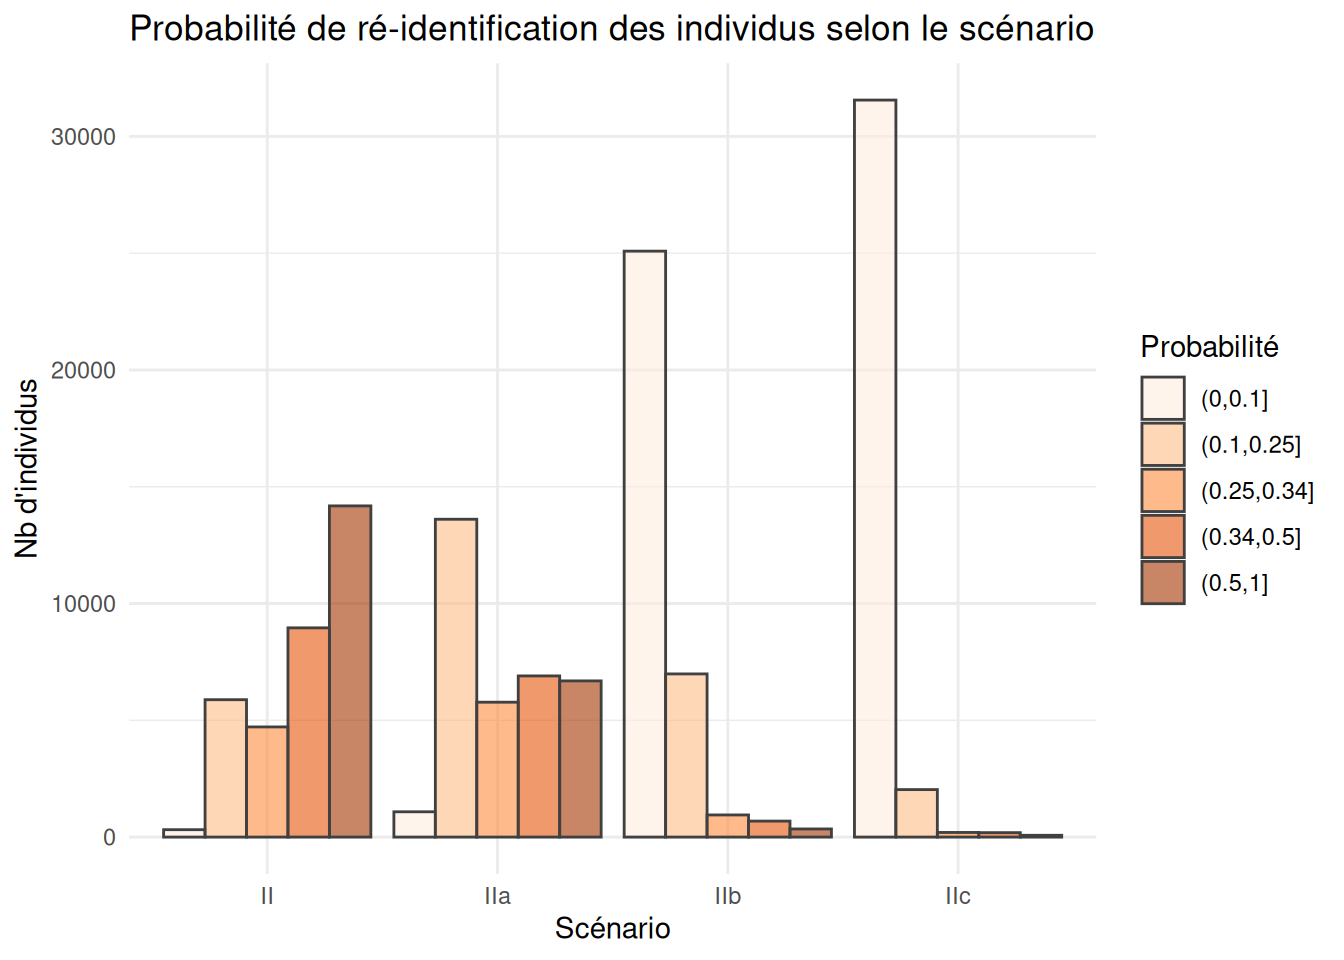 Probabilité de ré-identification des individus selon le scénario
Nb d'individus
30000
20000
10000
0
II
IIa
IIb
IIc
Scénario
Probabilité
(0,0.1]
(0.1,0.25]
(0.25,0.34]
(0.34,0.5]
(0.5,1]